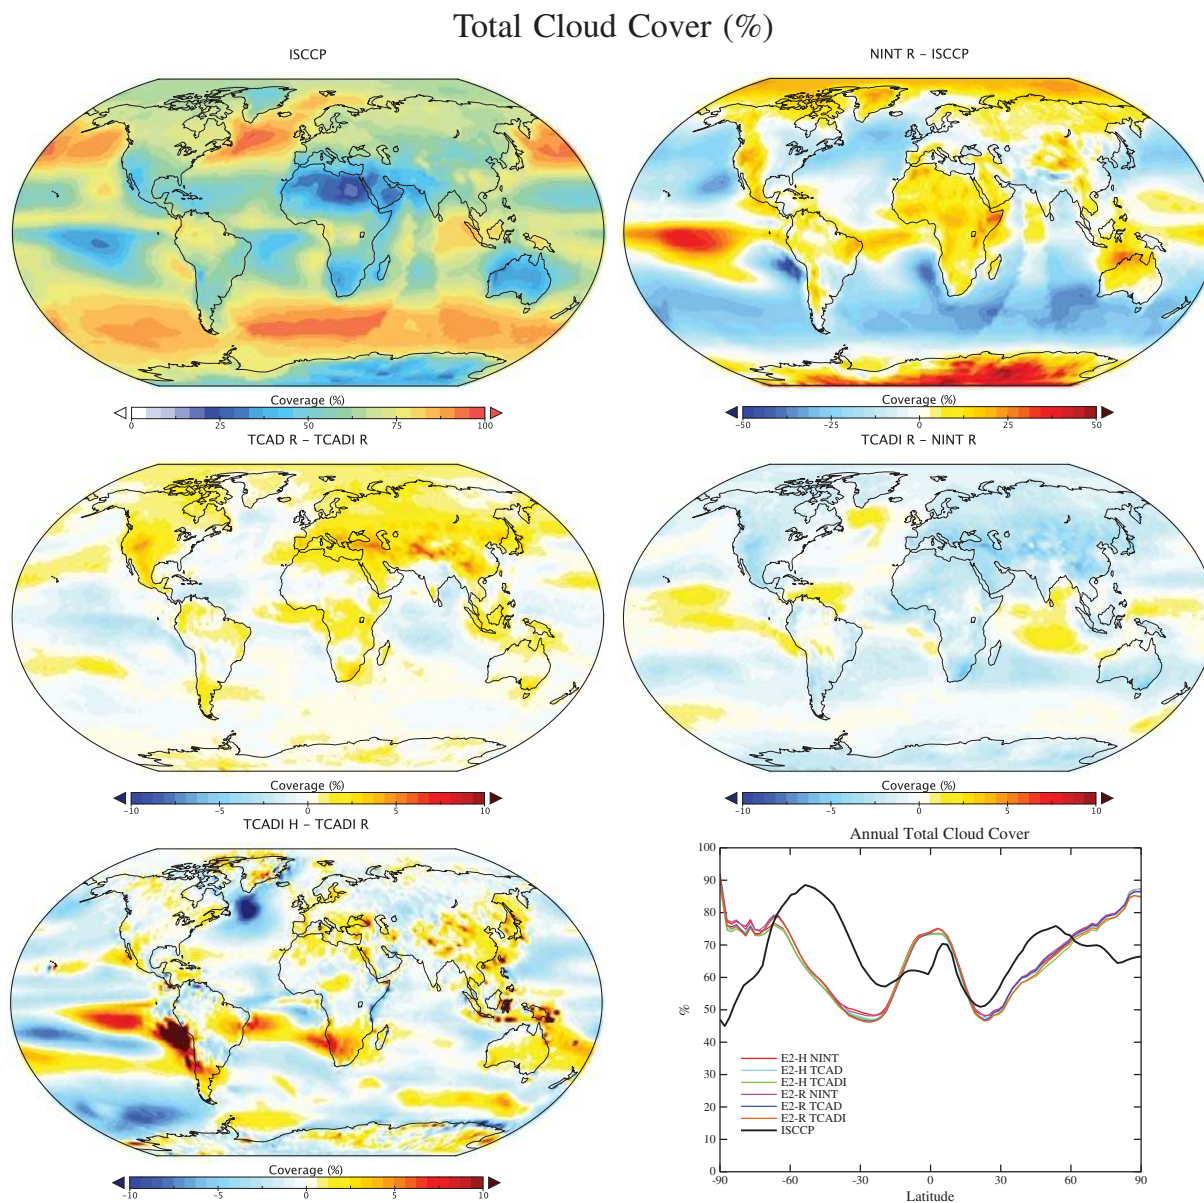 Total Cloud Cover (%)
ISCCP
NINT R – ISCCP
Coverage (%)
0 25 50 75 100
Coverage (%)
−50 −25 0 25 50
TCAD R – TCADI R
TCADI R – NINT R
Coverage (%)
−10 −5 0 5 10
Coverage (%)
−10 −5 0 5 10
TCADI H – TCADI R
Coverage (%)
−10 −5 0 5 10
Annual Total Cloud Cover
100
90
80
70
60
50
40
30
20
10
0
%
E2-H NINT
E2-H TCAD
E2-H TCADI
E2-R NINT
E2-R TCAD
E2-R TCADI
ISCCP
-90 -60 -30 0 30 60 90
Latitude